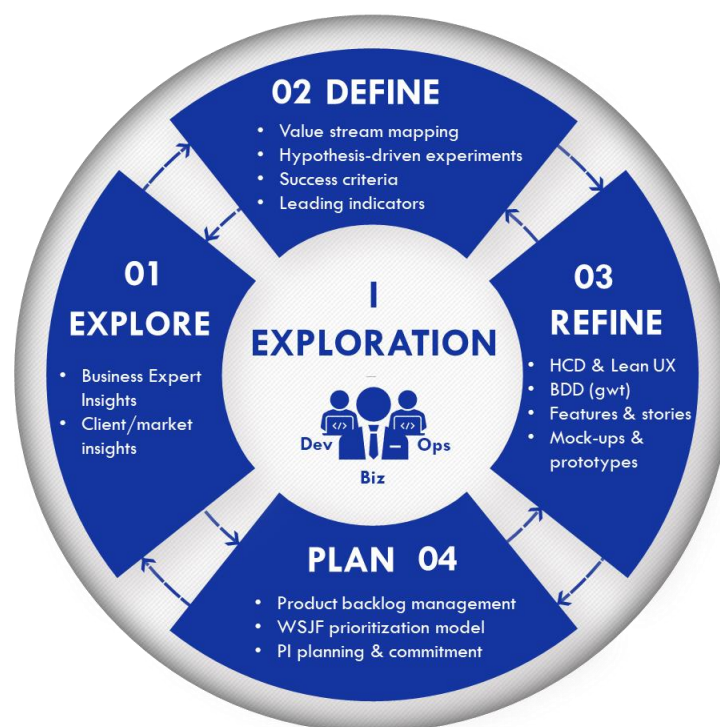 02 DEFINE
• Value stream mapping
• Hypothesis-driven experiments
• Success criteria
• Leading indicators
01
EXPLORE
• Business Expert
Insights
• Client/market
insights
I
EXPLORATION
</>
</>
Dev
Ops
Biz
03
REFINE
• HCD & Lean UX
• BDD (gwt)
• Features & stories
• Mock-ups &
prototypes
PLAN 04
• Product backlog management
• WSJF prioritization model
• PI planning & commitment